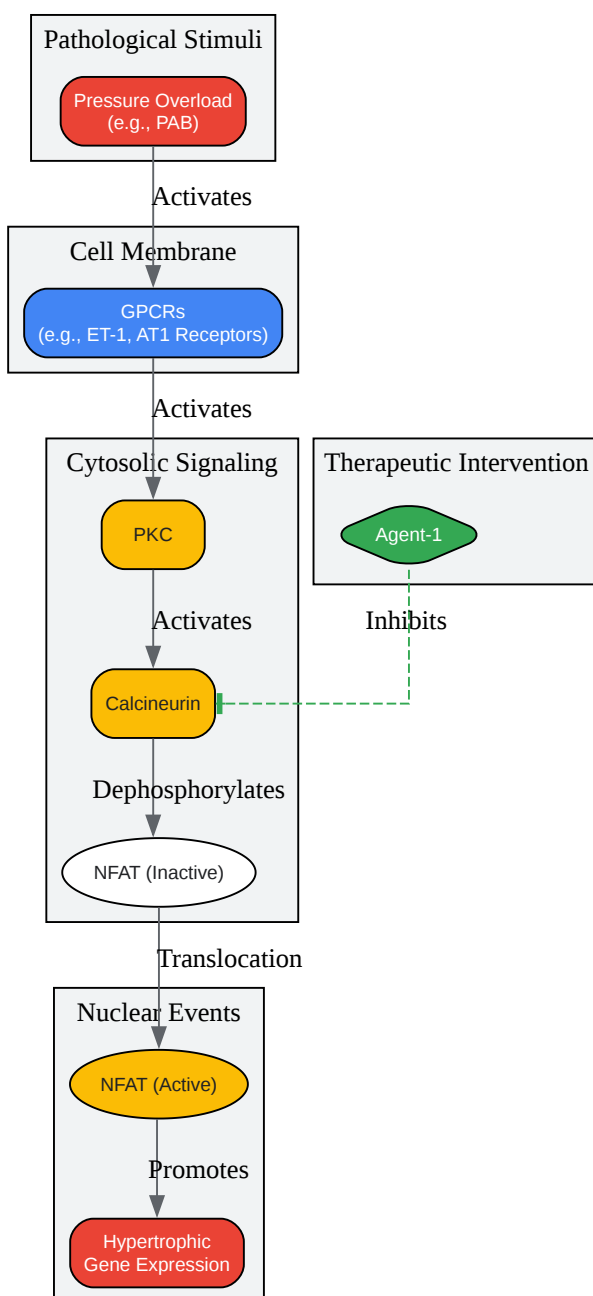 Pathological Stimuli
Pressure Overload
(e.g., PAB)
Activates
Cell Membrane
GPCRs
(e.g., ET-1, AT1 Receptors)
Activates
Cytosolic Signaling
Therapeutic Intervention
PKC
Agent-1
Activates
Inhibits
Calcineurin
Dephosphorylates
NFAT (Inactive)
Translocation
Nuclear Events
NFAT (Active)
Promotes
Hypertrophic
Gene Expression